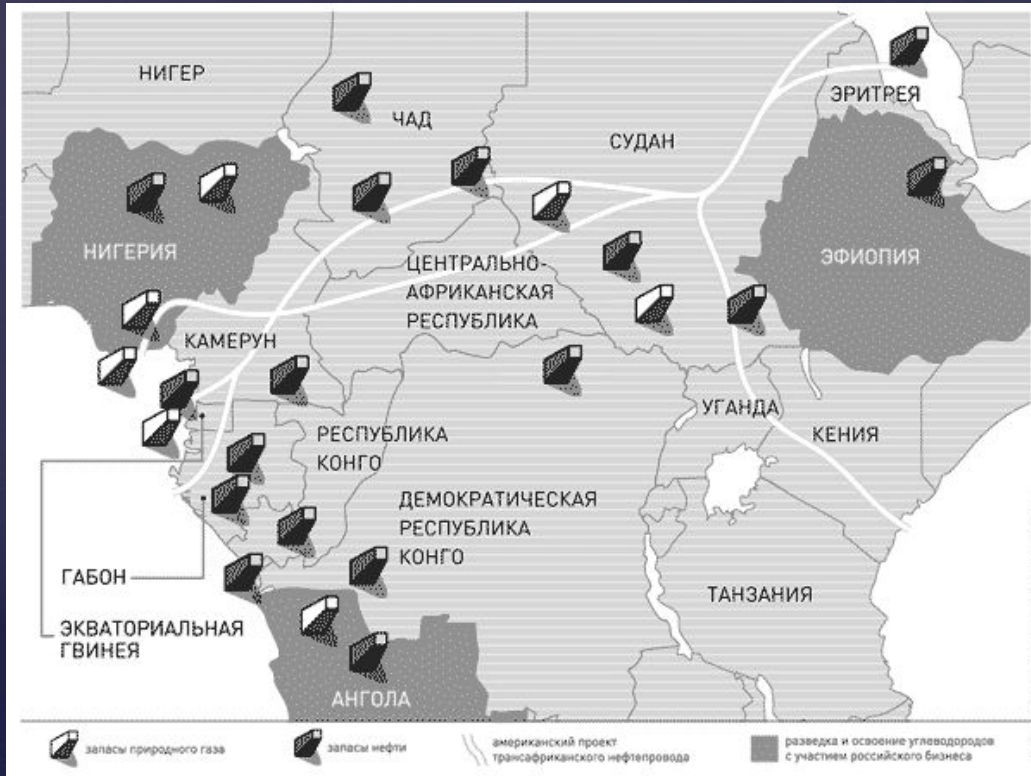 НИГЕР
ЧАД
СУДАН
ЭРИТРЕЯ
НИГЕРИЯ
ЭФИОПИЯ
ЦЕНТРАЛЬНО-
АФРИКАНСКАЯ
РЕСПУБЛИКА
КАМЕРУН
УГАНДА
КЕНИЯ
РЕСПУБЛИКА
КОНГО
ДЕМОКРАТИЧЕСКАЯ
РЕСПУБЛИКА
КОНГО
ГАБОН
ТАНЗАНИЯ
ЭКВАТОРИАЛЬНАЯ
ГВИНЕЯ
АНГОЛА
запасы природного газа
запасы нефти
американский проект
трансафриканского нефтепровода
разведка и освоение углеводородов
с участием российского бизнеса